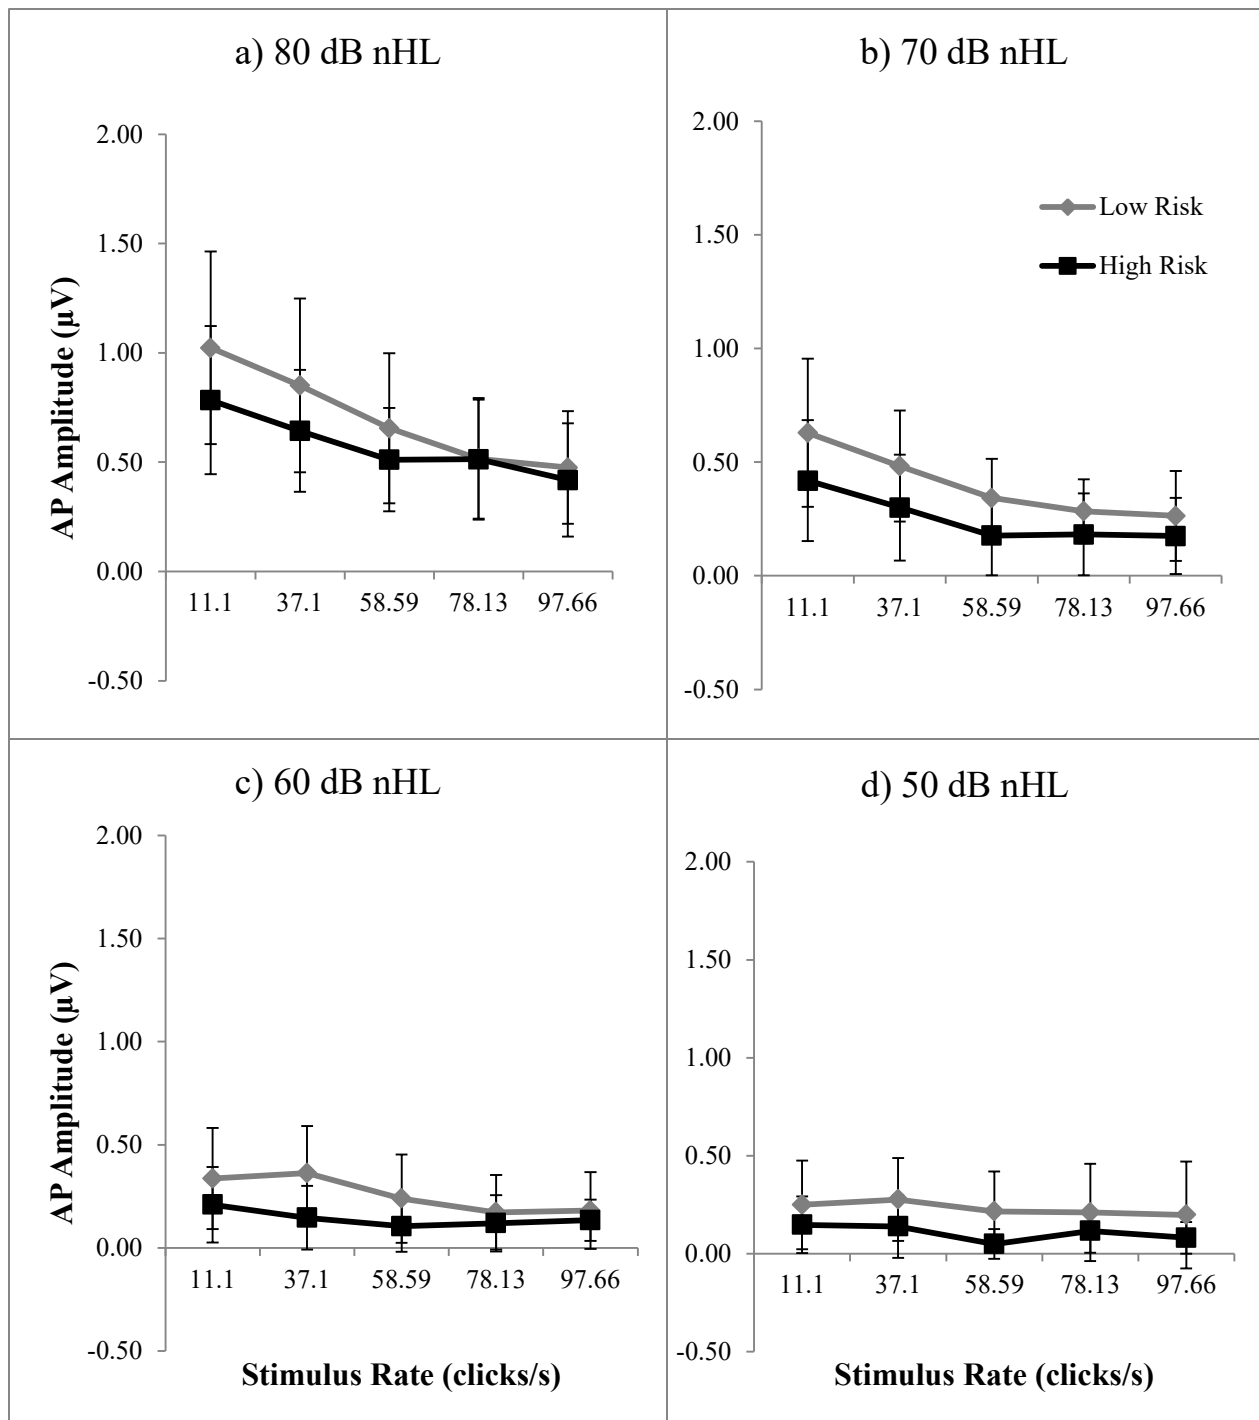 a) 80 dB nHL
2.00
1.50
1.00
0.50
0.00
-0.50
AP Amplitude (µV)
11.1 37.1 58.59 78.13 97.66
b) 70 dB nHL
2.00
1.50
1.00
0.50
0.00
-0.50
Low Risk
High Risk
11.1 37.1 58.59 78.13 97.66
c) 60 dB nHL
2.00
1.50
1.00
0.50
0.00
-0.50
AP Amplitude (µV)
11.1 37.1 58.59 78.13 97.66
Stimulus Rate (clicks/s)
d) 50 dB nHL
2.00
1.50
1.00
0.50
0.00
-0.50
11.1 37.1 58.59 78.13 97.66
Stimulus Rate (clicks/s)